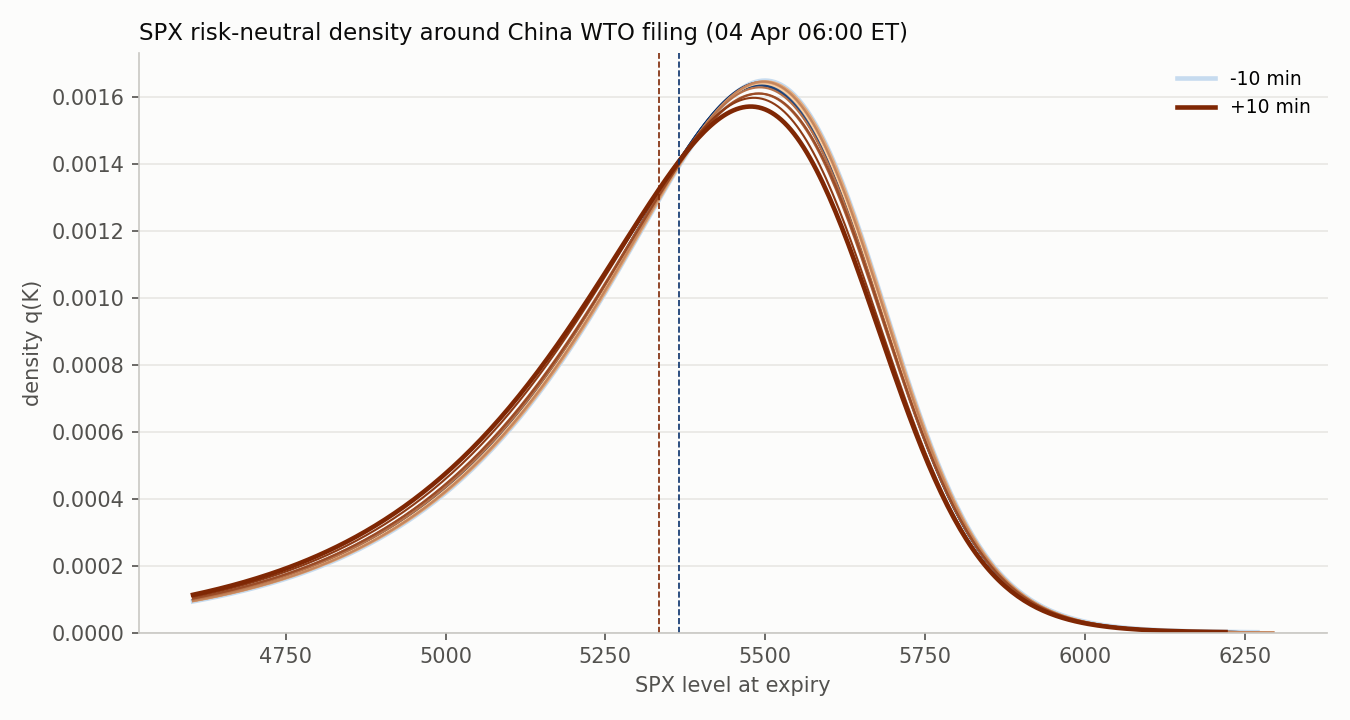 SPX risk-neutral density around China WTO filing (04 Apr 06:00 ET)
-10 min
+10 min
density q(K)
0.0016
0.0014
0.0012
0.0010
0.0008
0.0006
0.0004
0.0002
0.0000
4750 5000 5250 5500 5750 6000 6250
SPX level at expiry